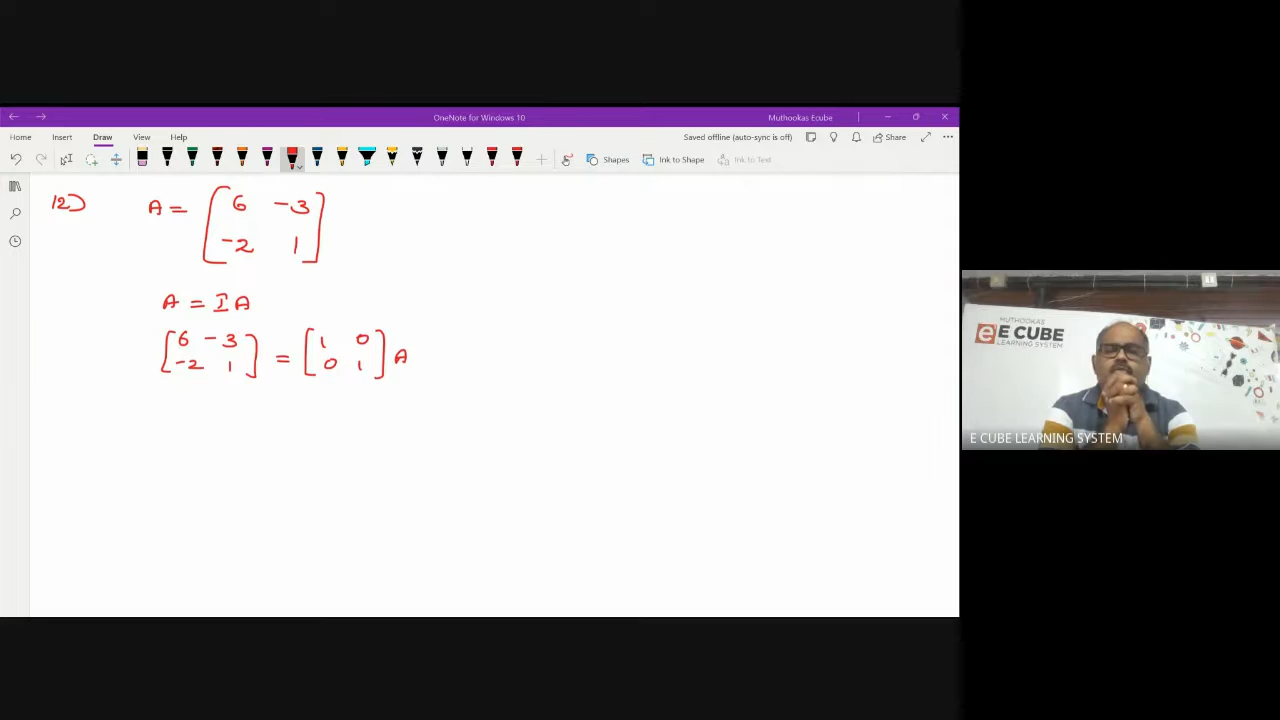 OneNote for Windows 10
Muthookas Ecube
Home Insert Draw View Help
Saved offline (auto-sync is off) Share
Shapes Ink to Shape Ink to Text
12)
A = [ 6 -3
-2 1 ]
A = I A
[ 6 -3
-2 1 ] = [ 1 0
0 1 ] A
MUTHOOKAS
e E CUBE
LEARNING SYSTEM
E CUBE LEARNING SYSTEM